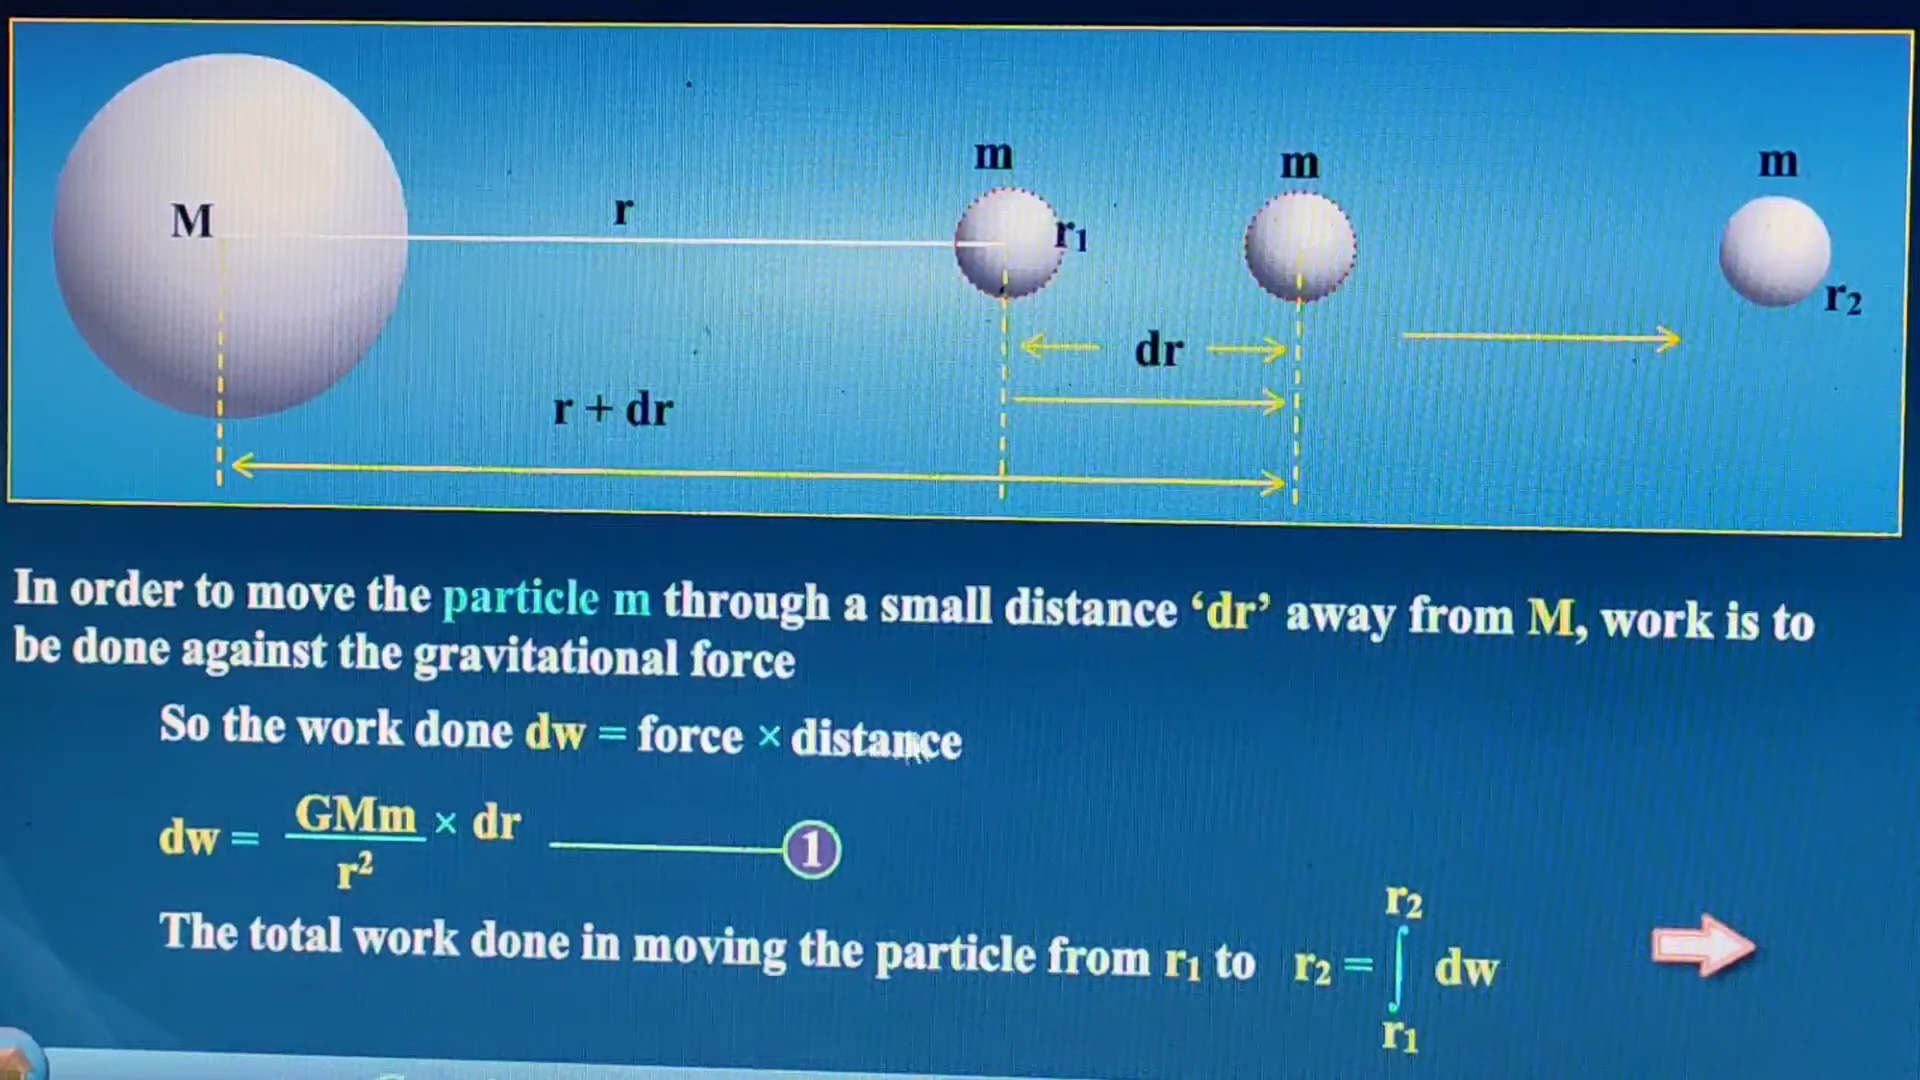 m
m
m
M
r
r1
r2
dr
r + dr
In order to move the particle m through a small distance ‘dr’ away from M, work is to
be done against the gravitational force
So the work done dw = force × distance
dw = GMm / r² × dr 1
The total work done in moving the particle from r1 to r2 = ∫ r1 r2 dw